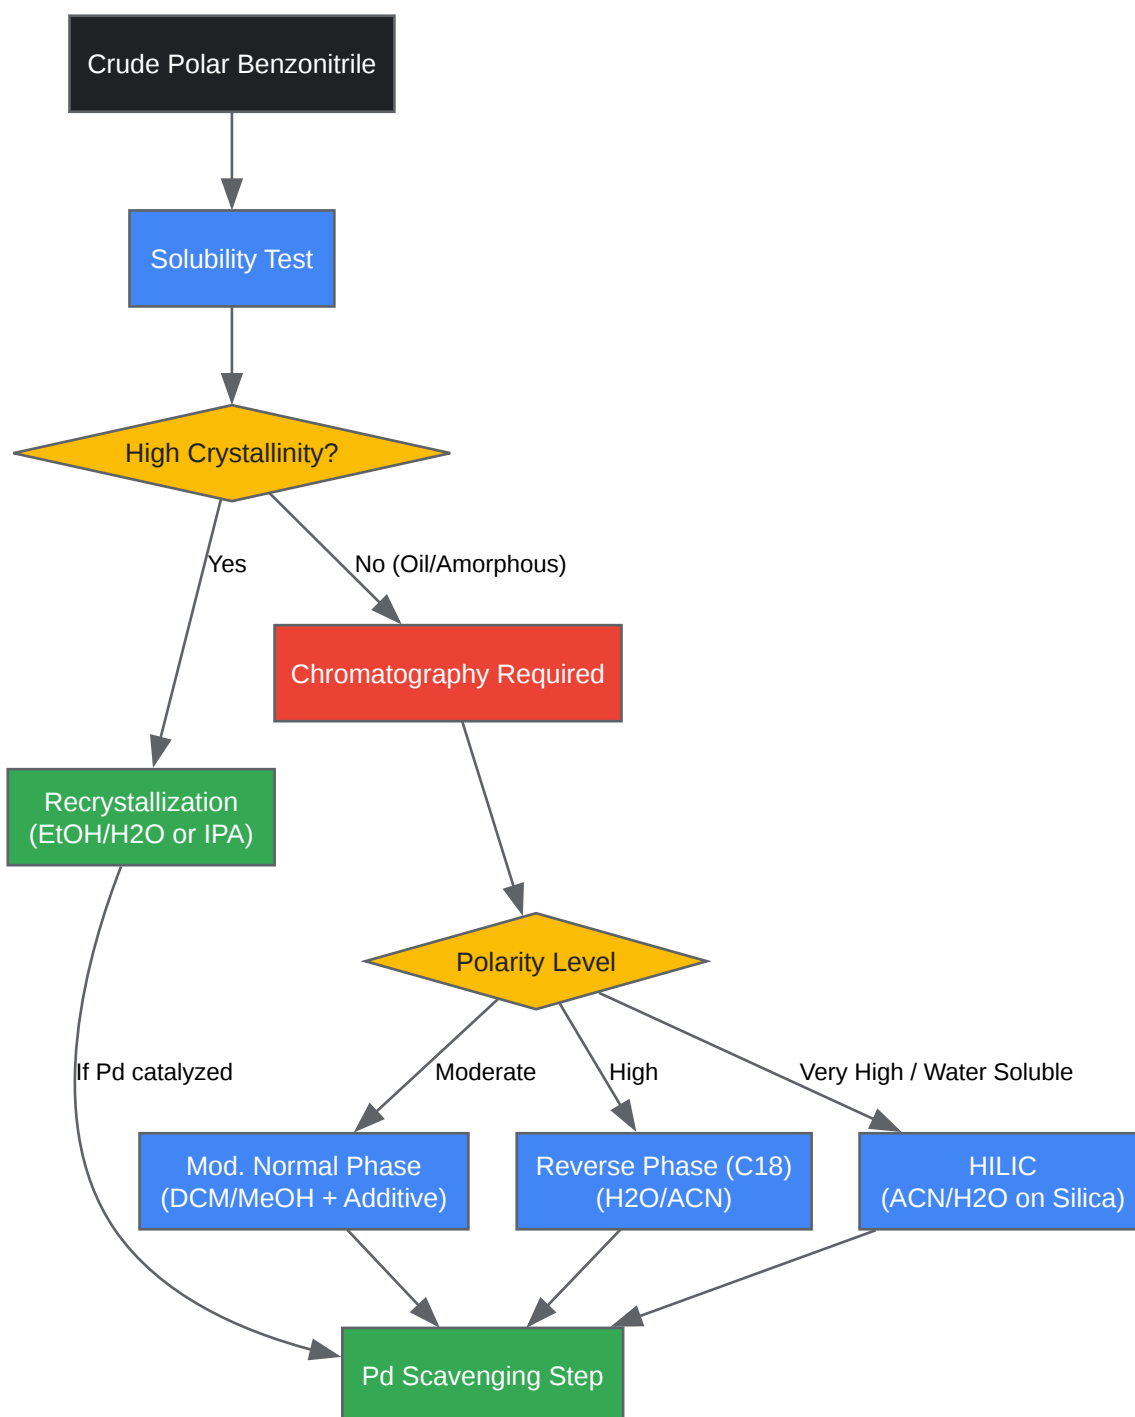 Crude Polar Benzonitrile
Solubility Test
High Crystallinity?
Yes
No (Oil/Amorphous)
Chromatography Required
Recrystallization
(EtOH/H2O or IPA)
Polarity Level
If Pd catalyzed
Moderate
High
Very High / Water Soluble
Mod. Normal Phase
(DCM/MeOH + Additive)
Reverse Phase (C18)
(H2O/ACN)
HILIC
(ACN/H2O on Silica)
Pd Scavenging Step